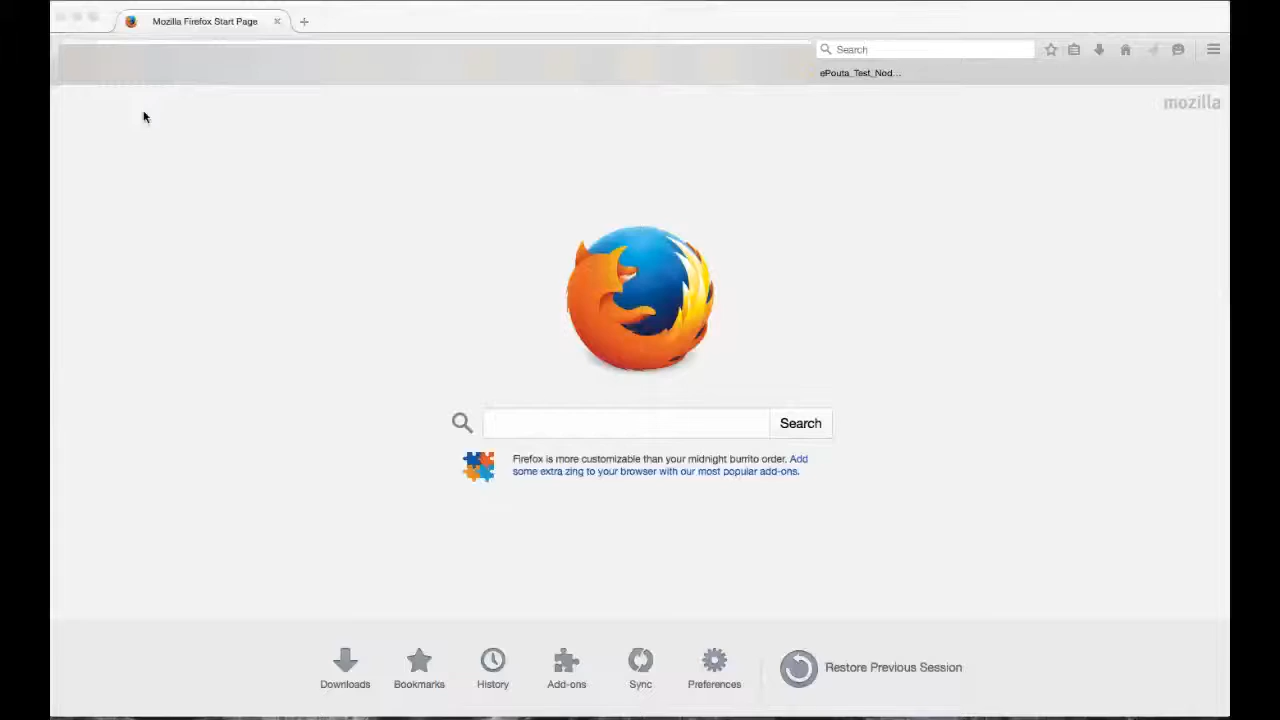 Mozilla Firefox Start Page
Search
ePouta_Test_Nod...
mozilla
Search
Firefox is more customizable than your midnight burrito order. Add
some extra zing to your browser with our most popular add-ons.
Downloads
Bookmarks
History
Add-ons
Sync
Preferences
Restore Previous Session